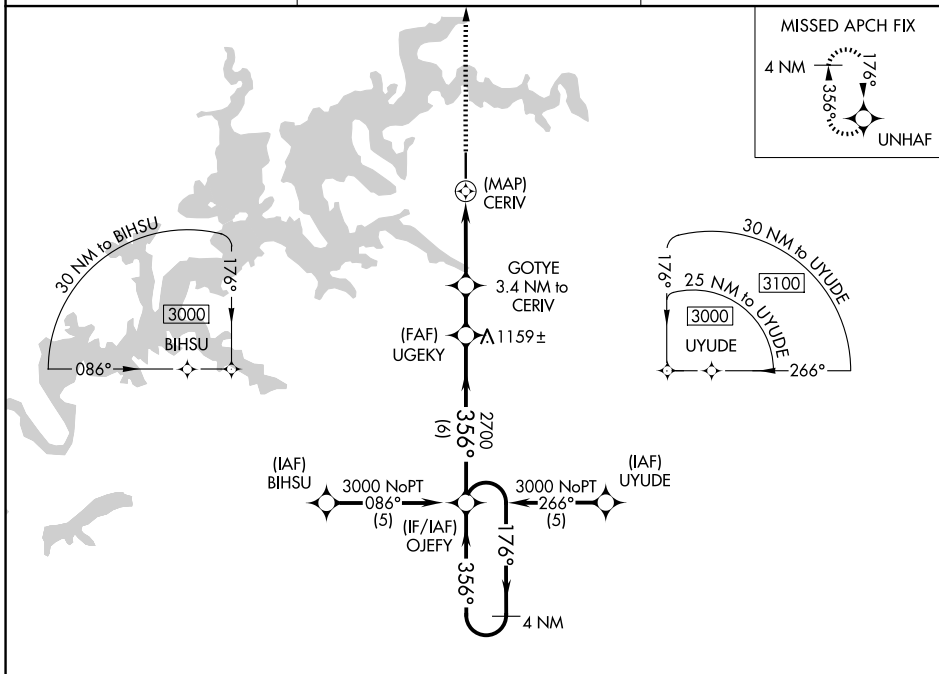 MISSED APCH FIX
4 NM
176°
356°
UNHAF
(MAP)
CERIV
30 NM to BIHSU
176°
3000
BIHSU
086°
GOTYE
3.4 NM to
CERIV
(FAF)
UGEKY
1159±
30 NM to UYUDE
3100
25 NM to UYUDE
176°
3000
UYUDE
266°
2700
356°
(6)
(IAF)
BIHSU
3000 NoPT
086°
(5)
(IF/IAF)
OJEFY
3000 NoPT
266°
(5)
(IAF)
UYUDE
176°
356°
4 NM